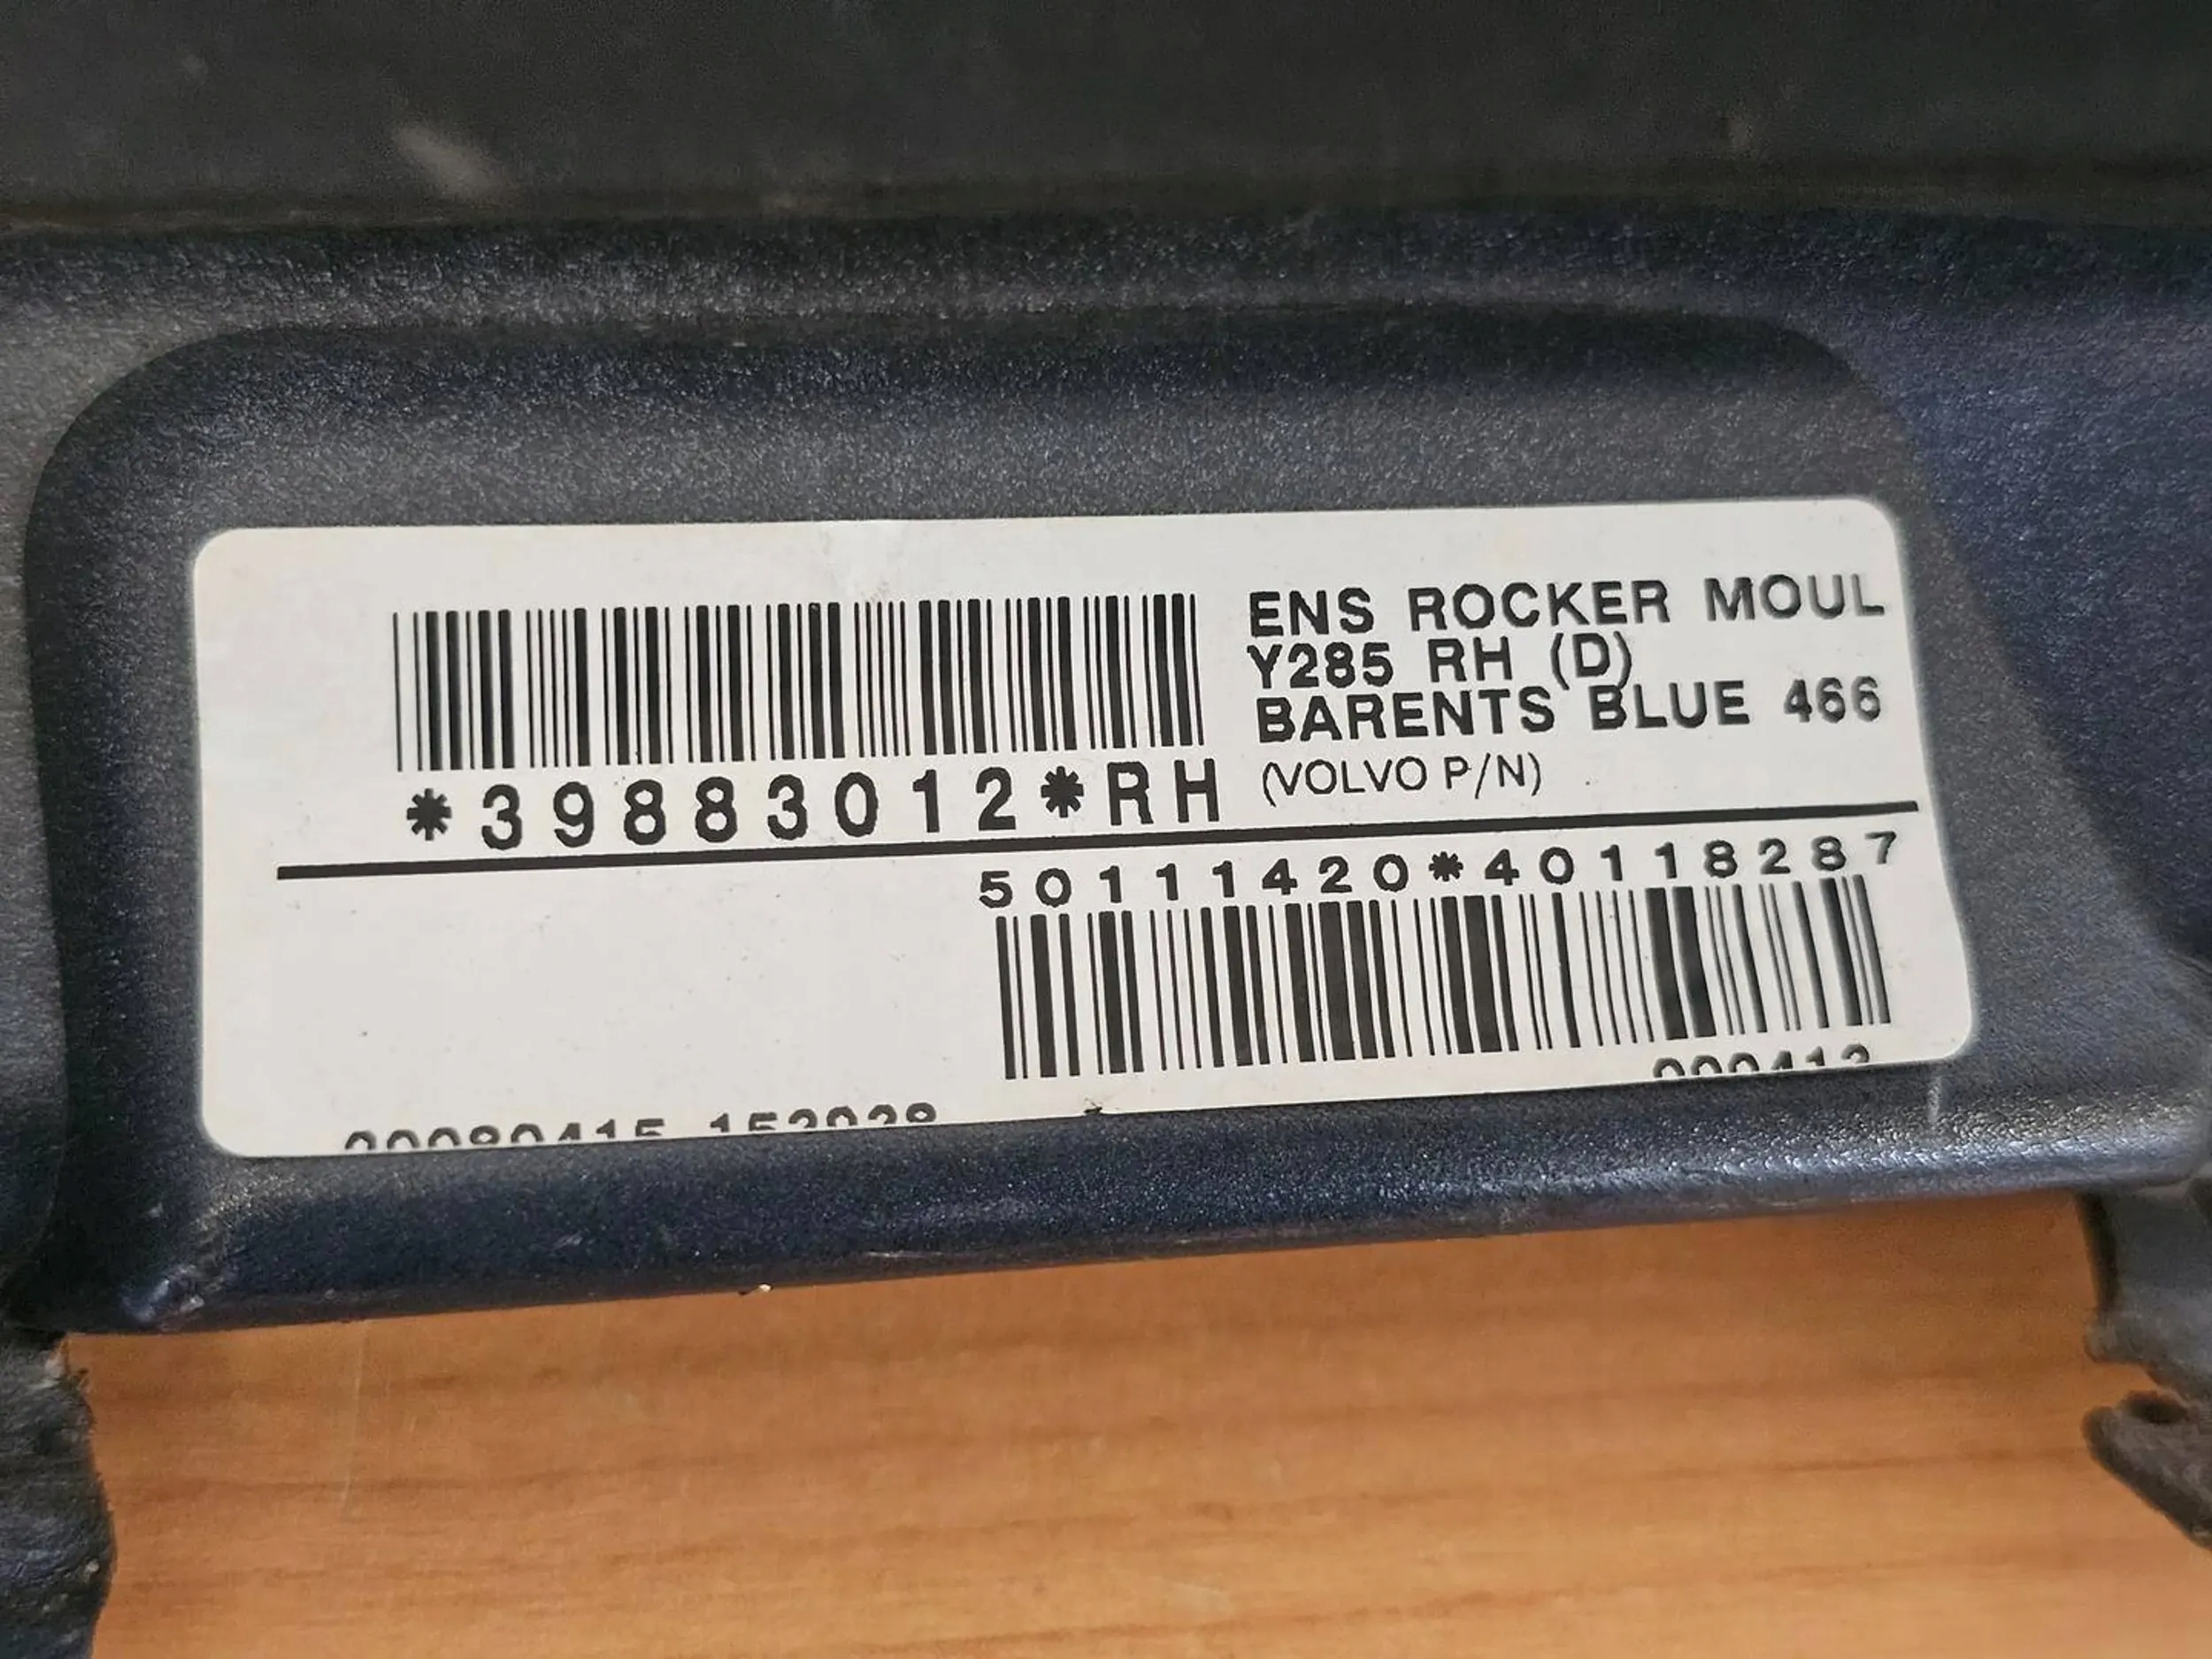 ENS ROCKER MOUL
Y285 RH (D)
BARENTS BLUE 466
*39883012*RH (VOLVO P/N)
50111420*40118287